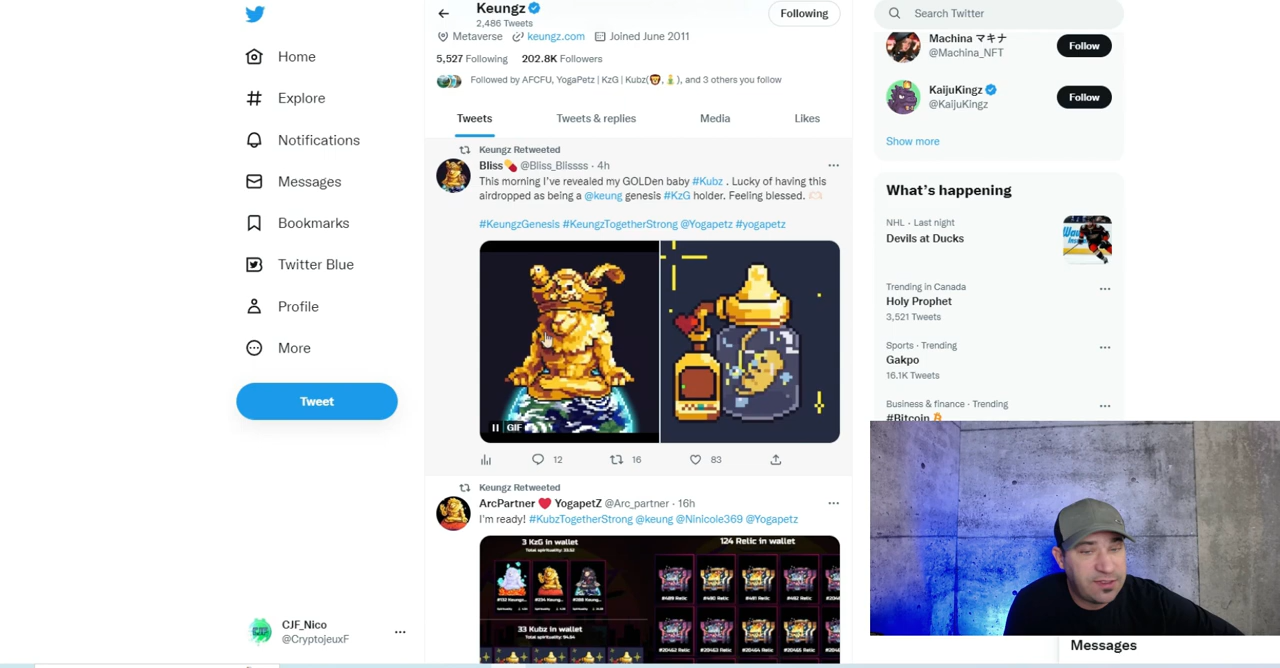 Home
Explore
Notifications
Messages
Bookmarks
Twitter Blue
Profile
More
Tweet
CJF_Nico
@CryptojeuxF
Keungz
2,486 Tweets
Following
Metaverse keungz.com Joined June 2011
5,527 Following 202.8K Followers
Followed by AFCFU, YogaPetz | KzG | Kubz(🦁,🍾), and 3 others you follow
Tweets Tweets & replies Media Likes
Keungz Retweeted
Bliss💊 @Bliss_Blissss · 4h
This morning I've revealed my GOLDen baby #Kubz . Lucky of having this
airdropped as being a @keung genesis #KzG holder. Feeling blessed. 🫶🏻
#KeungzGenesis #KeungzTogetherStrong @Yogapetz #yogapetz
GIF
12 16 83
Keungz Retweeted
ArcPartner ❤️ YogapetZ @Arc_partner · 16h
I'm ready! #KubzTogetherStrong @keung @Ninicole369 @Yogapetz
3 KzG in wallet
124 Relic in wallet
33 Kubz in wallet
Search Twitter
Machina マキナ
@Machina_NFT
Follow
KaijuKingz
@KaijuKingz
Follow
Show more
What's happening
NHL · Last night
Devils at Ducks
Trending in Canada
Holy Prophet
3,521 Tweets
Sports · Trending
Gakpo
16.1K Tweets
Business & finance · Trending
#Bitcoin
Messages